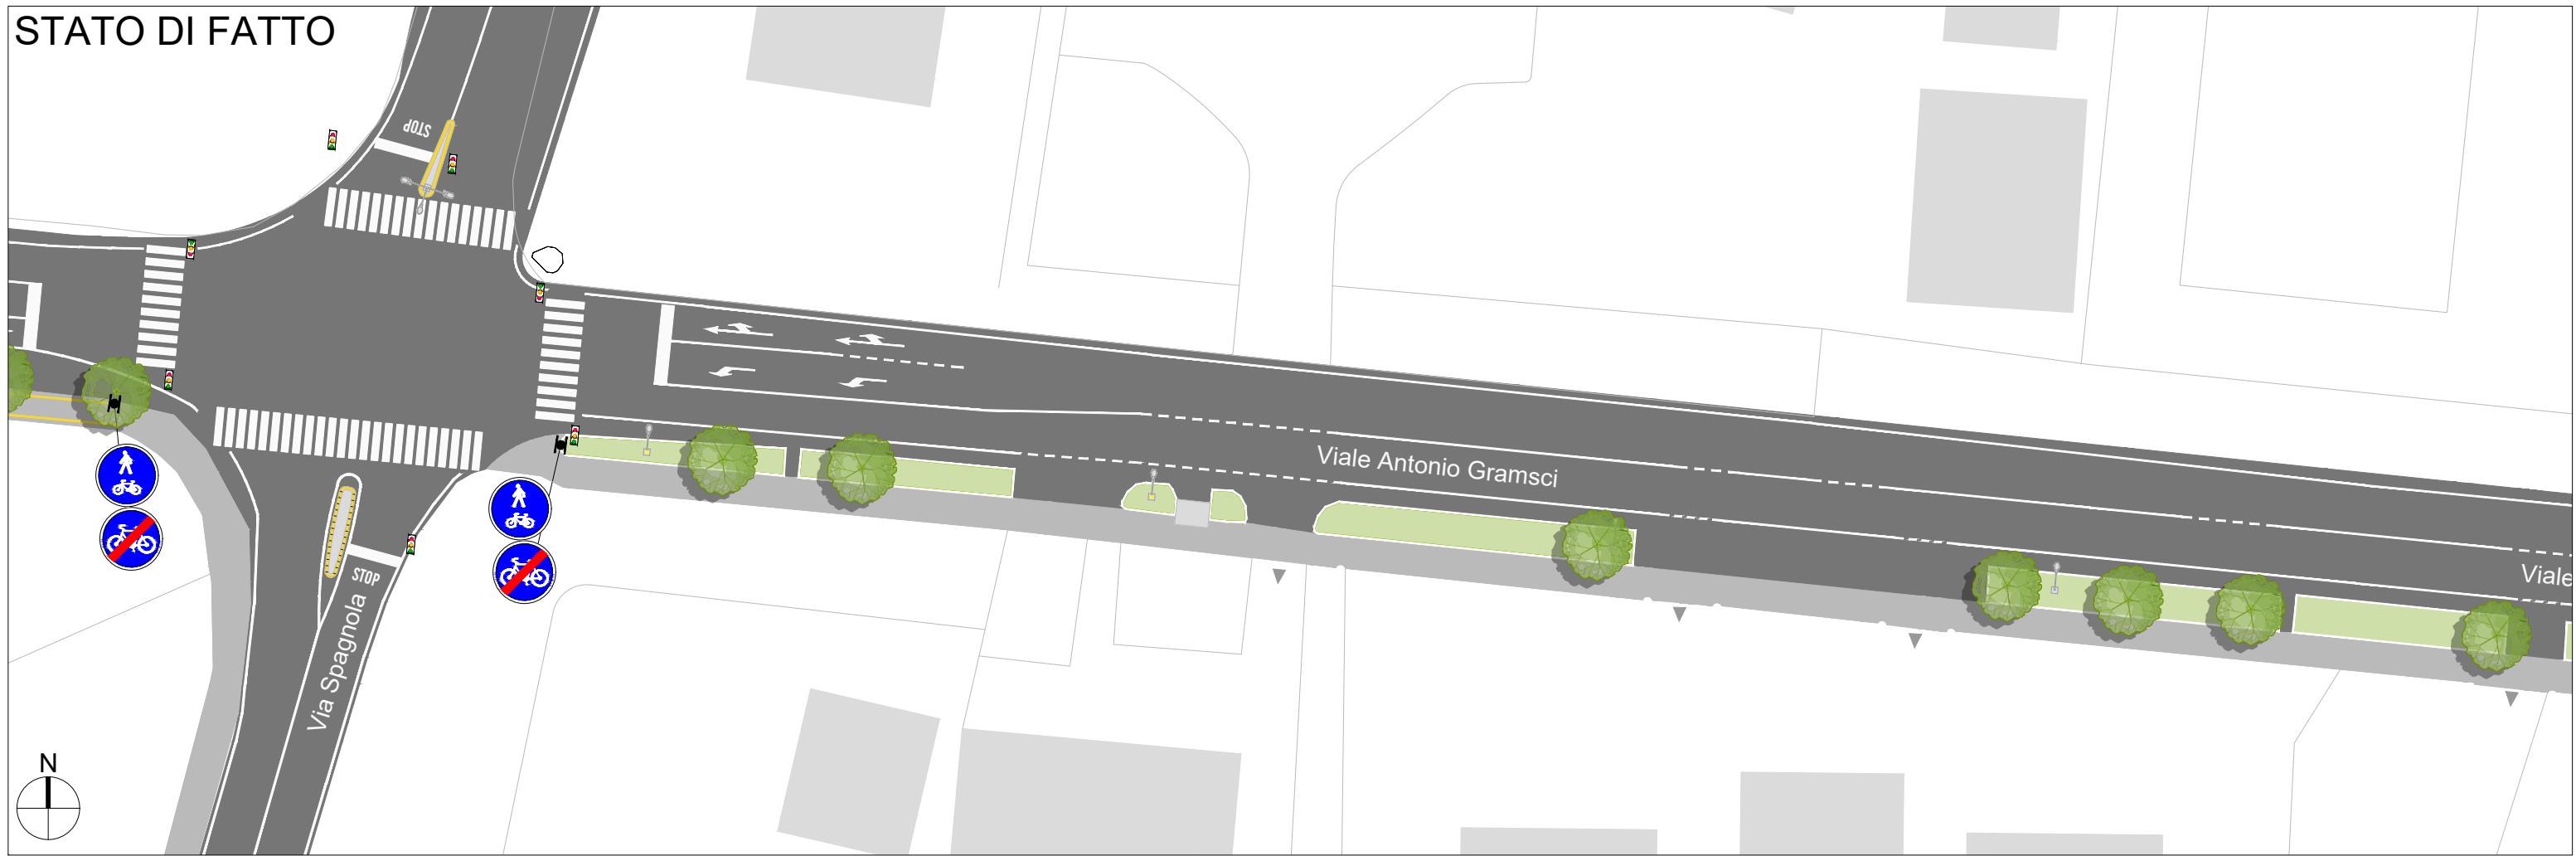 STATO DI FATTO
STOP
Viale Antonio Gramsci
Viale
STOP
Via Spagnola
N